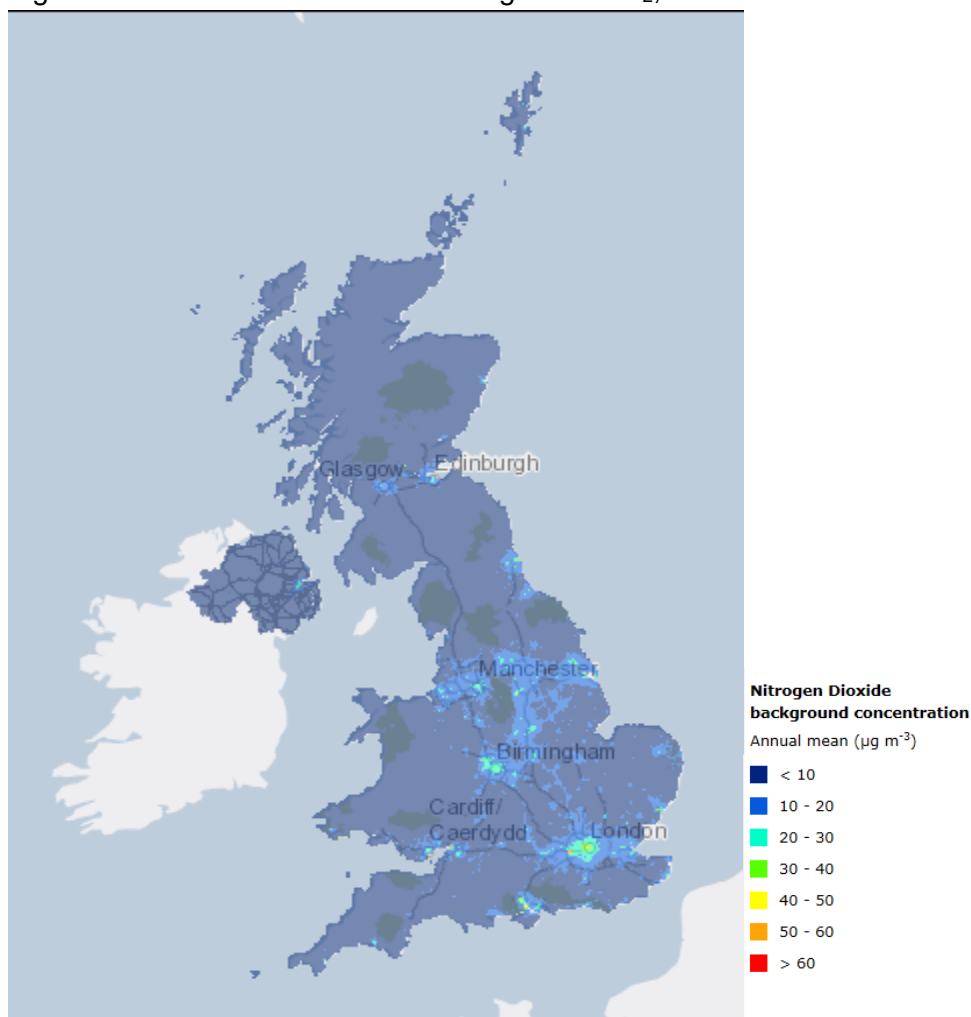 Glasgow
Edinburgh
Manchester
Birmingham
Cardiff/
Caerdydd
London
Nitrogen Dioxide
background concentration
Annual mean (µg m-3)
< 10
10 - 20
20 - 30
30 - 40
40 - 50
50 - 60
> 60